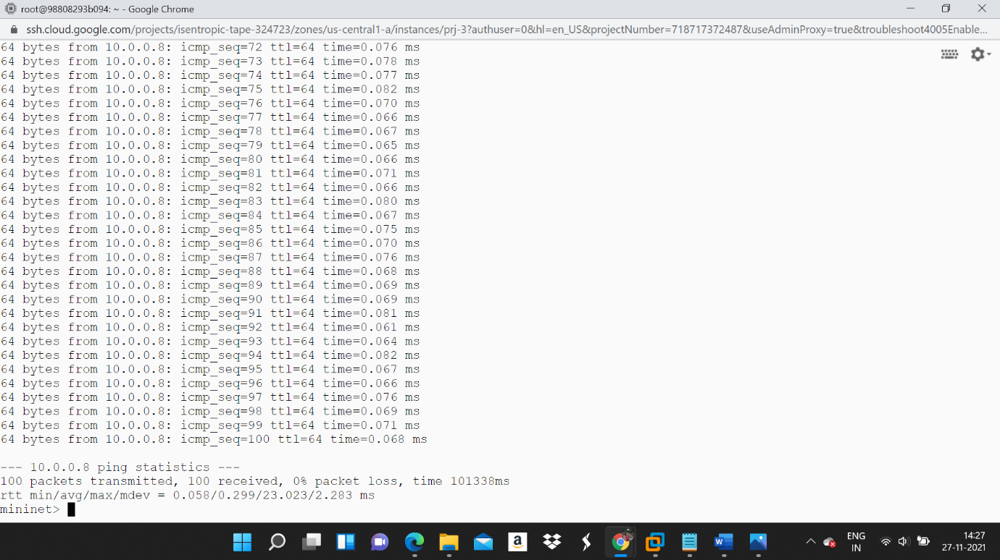 root@98808293b094: ~ - Google Chrome
ssh.cloud.google.com/projects/isentropic-tape-324723/zones/us-central1-a/instances/prj-3?authuser=0&hl=en_US&projectNumber=718717372487&useAdminProxy=true&troubleshoot4005Enable...
64 bytes from 10.0.0.8: icmp_seq=72 ttl=64 time=0.076 ms
64 bytes from 10.0.0.8: icmp_seq=73 ttl=64 time=0.078 ms
64 bytes from 10.0.0.8: icmp_seq=74 ttl=64 time=0.077 ms
64 bytes from 10.0.0.8: icmp_seq=75 ttl=64 time=0.082 ms
64 bytes from 10.0.0.8: icmp_seq=76 ttl=64 time=0.070 ms
64 bytes from 10.0.0.8: icmp_seq=77 ttl=64 time=0.066 ms
64 bytes from 10.0.0.8: icmp_seq=78 ttl=64 time=0.067 ms
64 bytes from 10.0.0.8: icmp_seq=79 ttl=64 time=0.065 ms
64 bytes from 10.0.0.8: icmp_seq=80 ttl=64 time=0.066 ms
64 bytes from 10.0.0.8: icmp_seq=81 ttl=64 time=0.071 ms
64 bytes from 10.0.0.8: icmp_seq=82 ttl=64 time=0.066 ms
64 bytes from 10.0.0.8: icmp_seq=83 ttl=64 time=0.080 ms
64 bytes from 10.0.0.8: icmp_seq=84 ttl=64 time=0.067 ms
64 bytes from 10.0.0.8: icmp_seq=85 ttl=64 time=0.075 ms
64 bytes from 10.0.0.8: icmp_seq=86 ttl=64 time=0.070 ms
64 bytes from 10.0.0.8: icmp_seq=87 ttl=64 time=0.076 ms
64 bytes from 10.0.0.8: icmp_seq=88 ttl=64 time=0.068 ms
64 bytes from 10.0.0.8: icmp_seq=89 ttl=64 time=0.069 ms
64 bytes from 10.0.0.8: icmp_seq=90 ttl=64 time=0.069 ms
64 bytes from 10.0.0.8: icmp_seq=91 ttl=64 time=0.081 ms
64 bytes from 10.0.0.8: icmp_seq=92 ttl=64 time=0.061 ms
64 bytes from 10.0.0.8: icmp_seq=93 ttl=64 time=0.064 ms
64 bytes from 10.0.0.8: icmp_seq=94 ttl=64 time=0.082 ms
64 bytes from 10.0.0.8: icmp_seq=95 ttl=64 time=0.067 ms
64 bytes from 10.0.0.8: icmp_seq=96 ttl=64 time=0.066 ms
64 bytes from 10.0.0.8: icmp_seq=97 ttl=64 time=0.076 ms
64 bytes from 10.0.0.8: icmp_seq=98 ttl=64 time=0.069 ms
64 bytes from 10.0.0.8: icmp_seq=99 ttl=64 time=0.071 ms
64 bytes from 10.0.0.8: icmp_seq=100 ttl=64 time=0.068 ms
--- 10.0.0.8 ping statistics ---
100 packets transmitted, 100 received, 0% packet loss, time 101338ms
rtt min/avg/max/mdev = 0.058/0.299/23.023/2.283 ms
mininet>
ENG
IN
14:27
27-11-2021